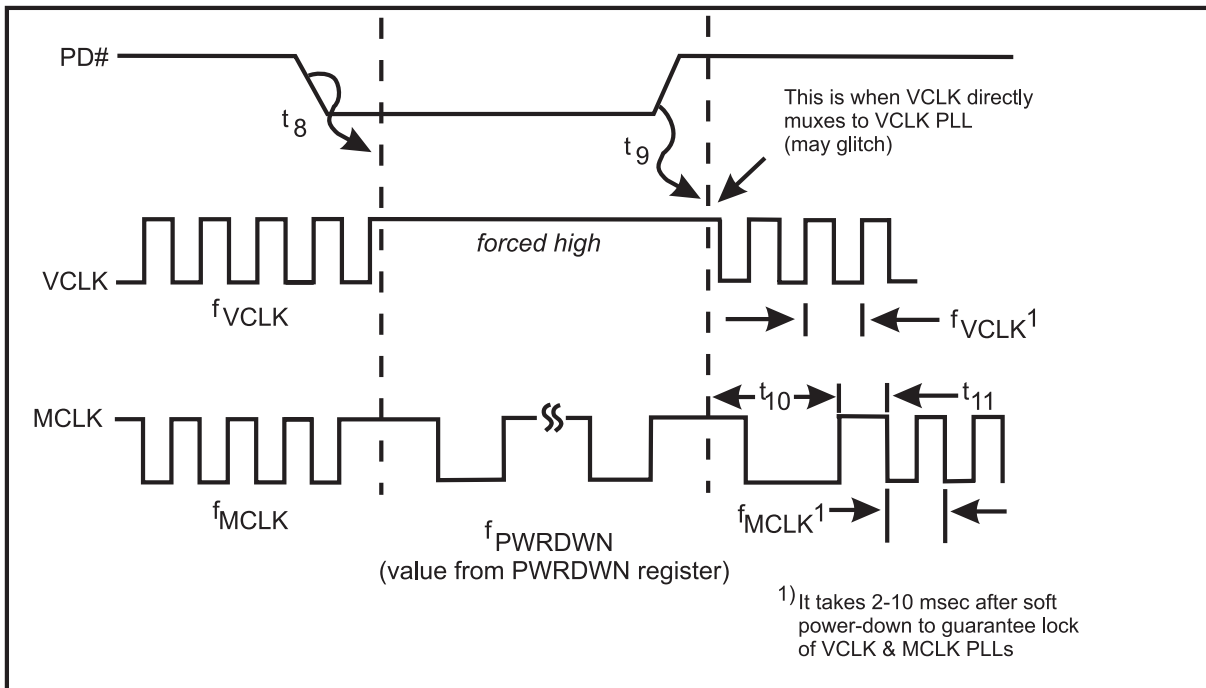 PD#
t8
t9
This is when VCLK directly
muxes to VCLK PLL
(may glitch)
forced high
VCLK
fVCLK
fVCLK1
t10
t11
MCLK
fMCLK
fMCLK1
fPWRDWN
(value from PWRDWN register)
1) It takes 2-10 msec after soft
power-down to guarantee lock
of VCLK & MCLK PLLs